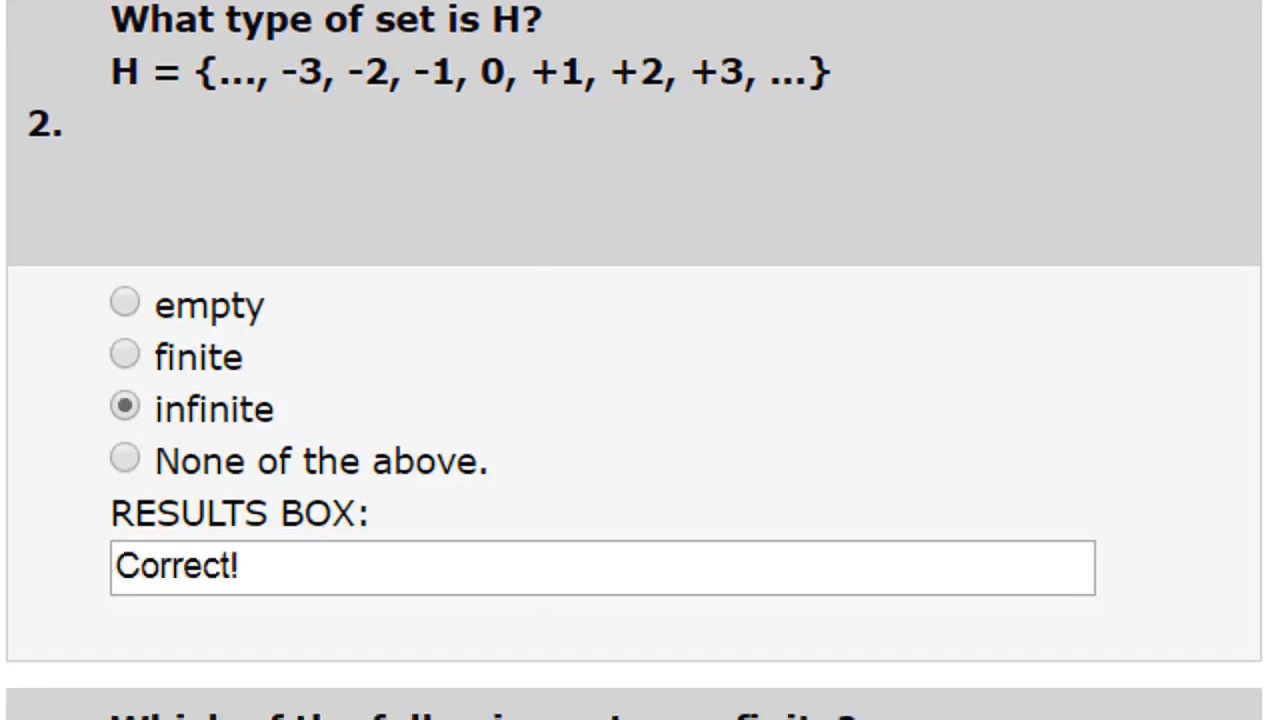 What type of set is H?
H = {..., -3, -2, -1, 0, +1, +2, +3, ...}
2.
empty
finite
infinite
None of the above.
RESULTS BOX:
Correct!